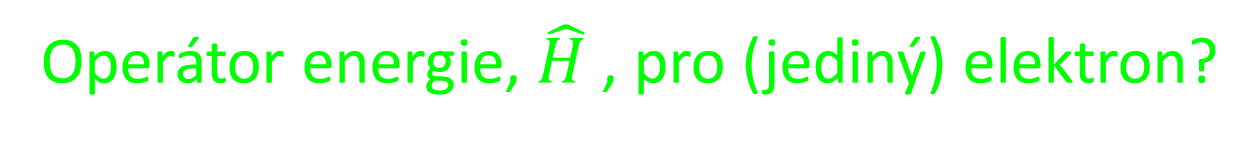 Operátor energie, Ĥ , pro (jediný) elektron?